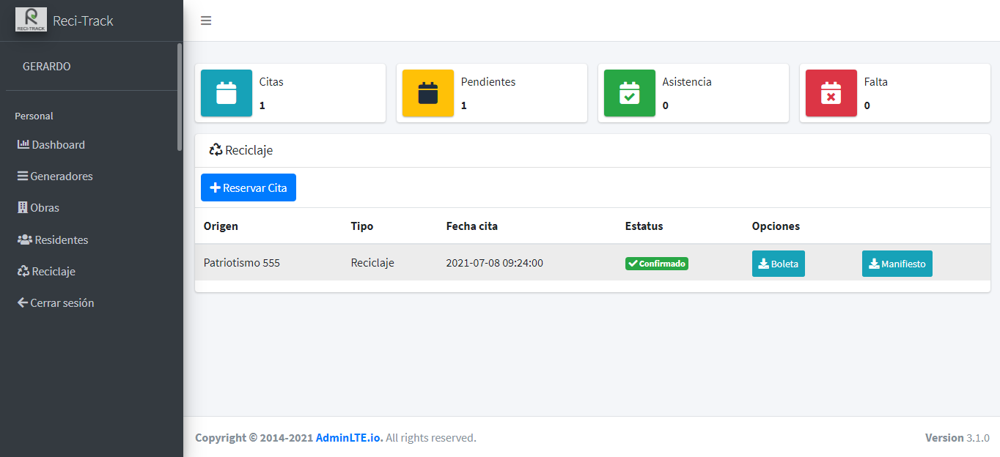 RECI-TRACK
Reci-Track
GERARDO
Personal
Dashboard
Generadores
Obras
Residentes
Reciclaje
Cerrar sesión
Citas
1
Pendientes
1
Asistencia
0
Falta
0
Reciclaje
Reservar Cita
Origen Tipo Fecha cita Estatus Opciones
Patriotismo 555 Reciclaje 2021-07-08 09:24:00 Confirmado Boleta Manifiesto
Copyright © 2014-2021 AdminLTE.io. All rights reserved. Version 3.1.0